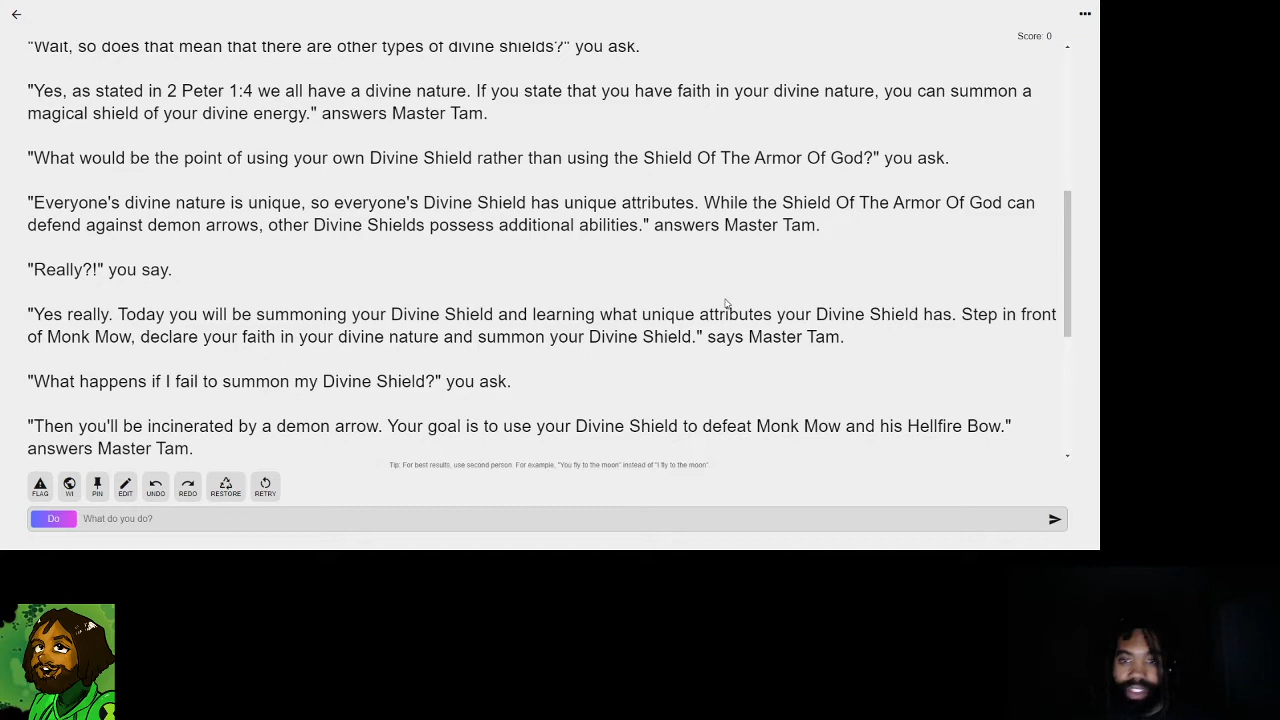 Score: 0
"Wait, so does that mean that there are other types of divine shields?" you ask.
"Yes, as stated in 2 Peter 1:4 we all have a divine nature. If you state that you have faith in your divine nature, you can summon a
magical shield of your divine energy." answers Master Tam.
"What would be the point of using your own Divine Shield rather than using the Shield Of The Armor Of God?" you ask.
"Everyone's divine nature is unique, so everyone's Divine Shield has unique attributes. While the Shield Of The Armor Of God can
defend against demon arrows, other Divine Shields possess additional abilities." answers Master Tam.
"Really?!" you say.
"Yes really. Today you will be summoning your Divine Shield and learning what unique attributes your Divine Shield has. Step in front
of Monk Mow, declare your faith in your divine nature and summon your Divine Shield." says Master Tam.
"What happens if I fail to summon my Divine Shield?" you ask.
"Then you'll be incinerated by a demon arrow. Your goal is to use your Divine Shield to defeat Monk Mow and his Hellfire Bow."
answers Master Tam.
Tip: For best results, use second person. For example, "You fly to the moon" instead of "I fly to the moon".
FLAG WI PIN EDIT UNDO REDO RESTORE RETRY
Do What do you do?